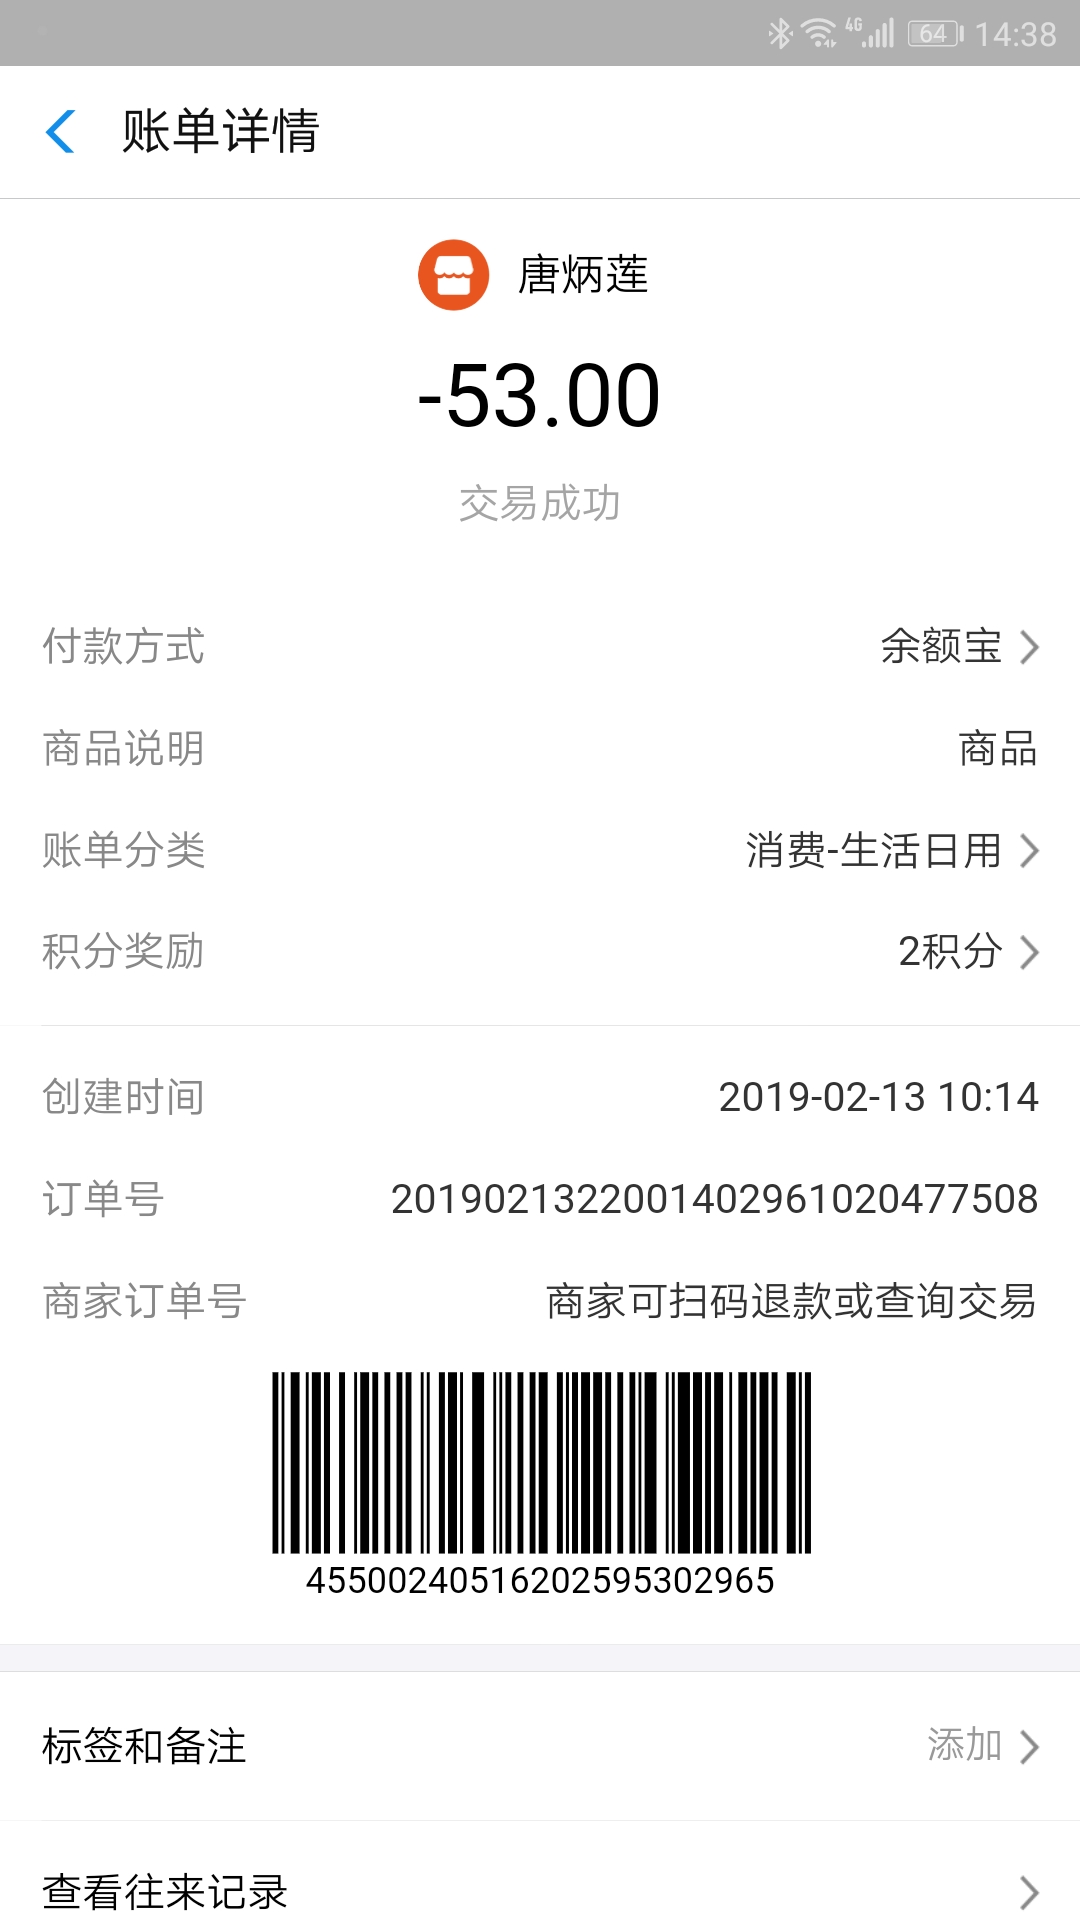 4G 64 14:38
账单详情
唐炳莲
-53.00
交易成功
付款方式 余额宝
商品说明 商品
账单分类 消费-生活日用
积分奖励 2积分
创建时间 2019-02-13 10:14
订单号 2019021322001402961020477508
商家订单号 商家可扫码退款或查询交易
45500240516202595302965
标签和备注 添加
查看往来记录